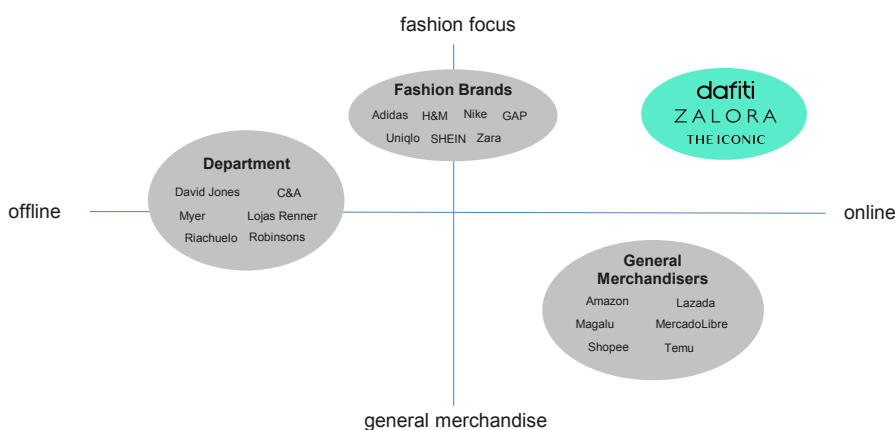 fashion focus
Fashion Brands
Adidas H&M Nike GAP
Uniqlo SHEIN Zara
dafiti
ZALORA
THE ICONIC
Department
David Jones C&A
Myer Lojas Renner
Riachuelo Robinsons
offline
online
General
Merchandisers
Amazon Lazada
Magalu MercadoLibre
Shopee Temu
general merchandise